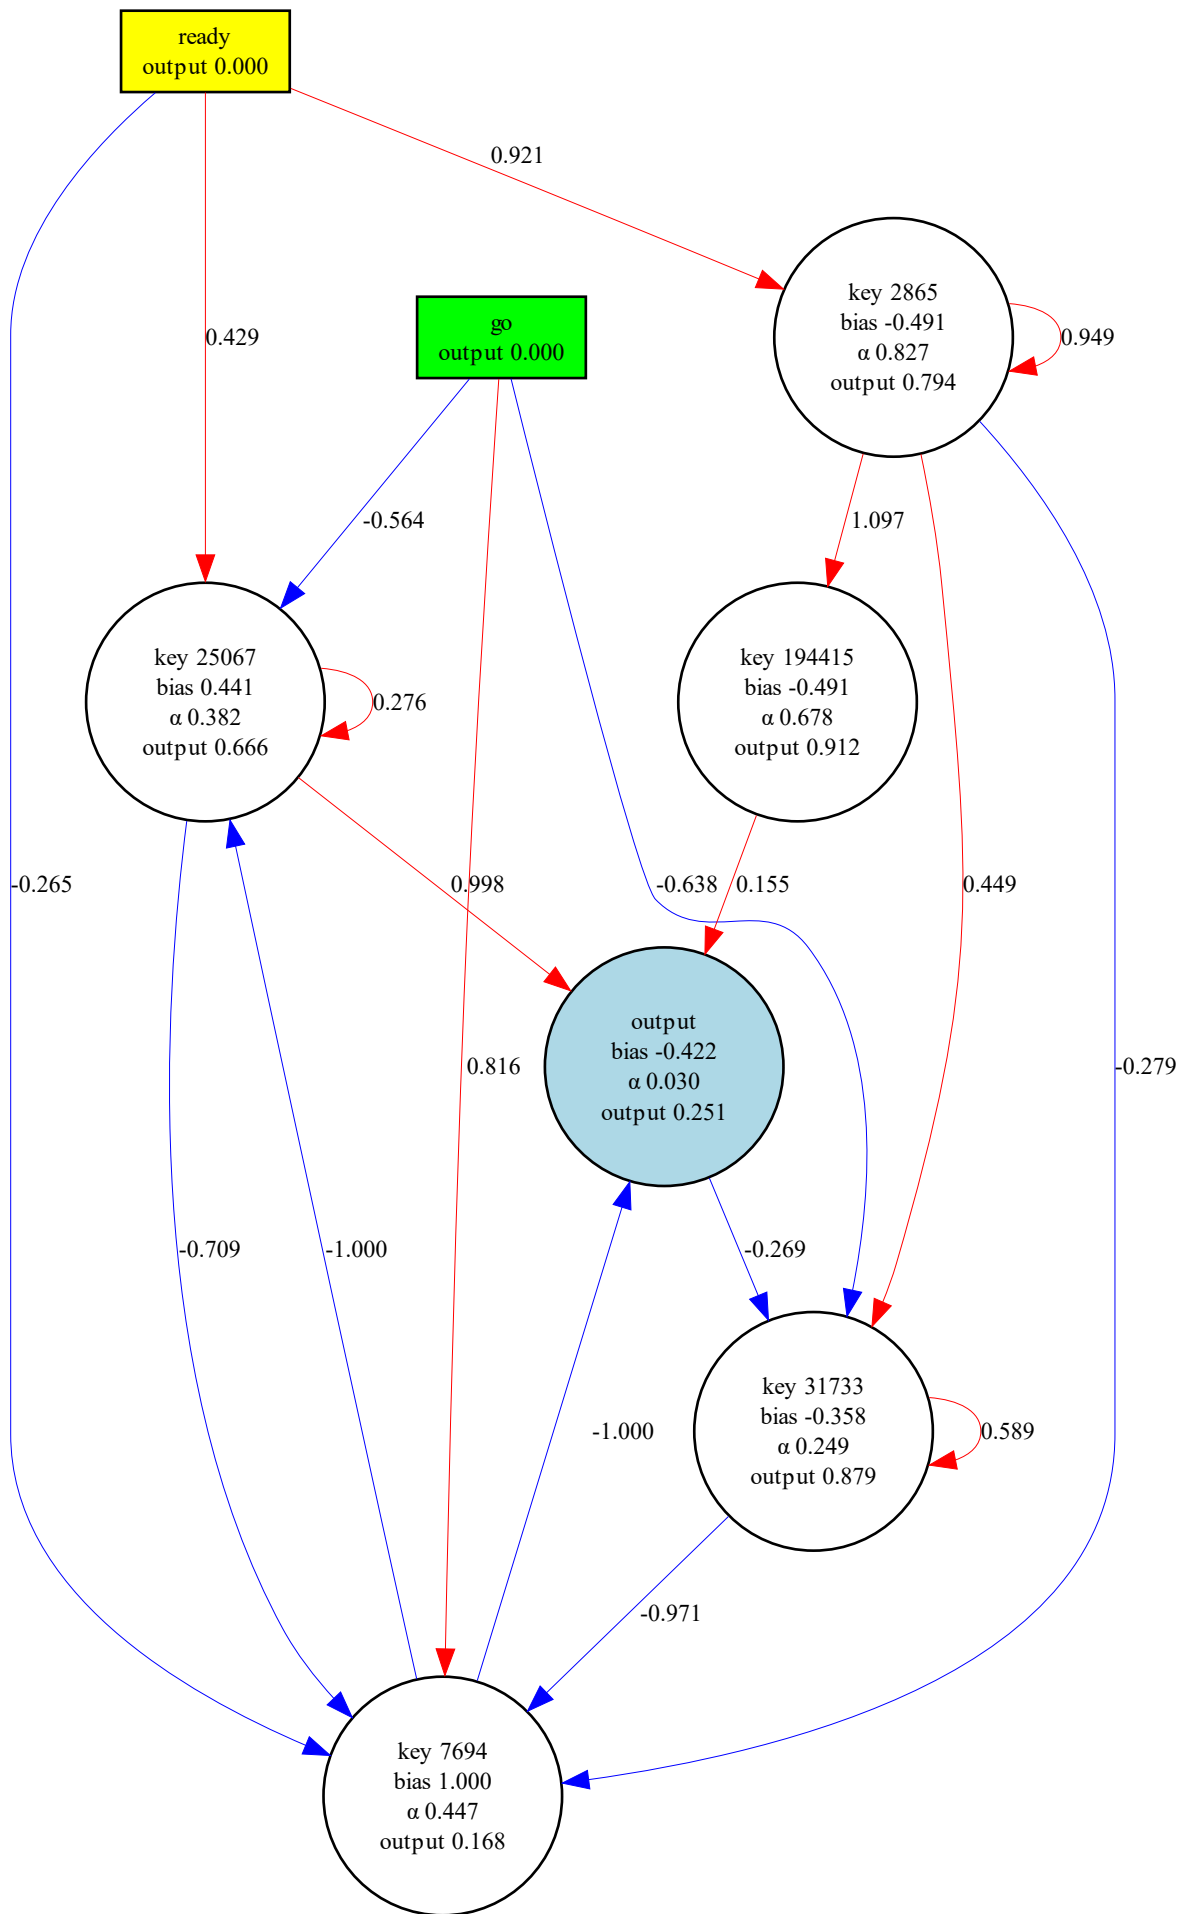 ready
output 0.000
0.921
key 2865
bias -0.491
α 0.827
output 0.794
0.949
go
output 0.000
0.429
-0.564
1.097
key 25067
bias 0.441
α 0.382
output 0.666
0.276
key 194415
bias -0.491
α 0.678
output 0.912
-0.265
0.998
-0.638
0.155
0.449
output
bias -0.422
α 0.030
output 0.251
0.816
-0.279
-0.709
-1.000
-0.269
key 31733
bias -0.358
α 0.249
output 0.879
0.589
-1.000
-0.971
key 7694
bias 1.000
α 0.447
output 0.168